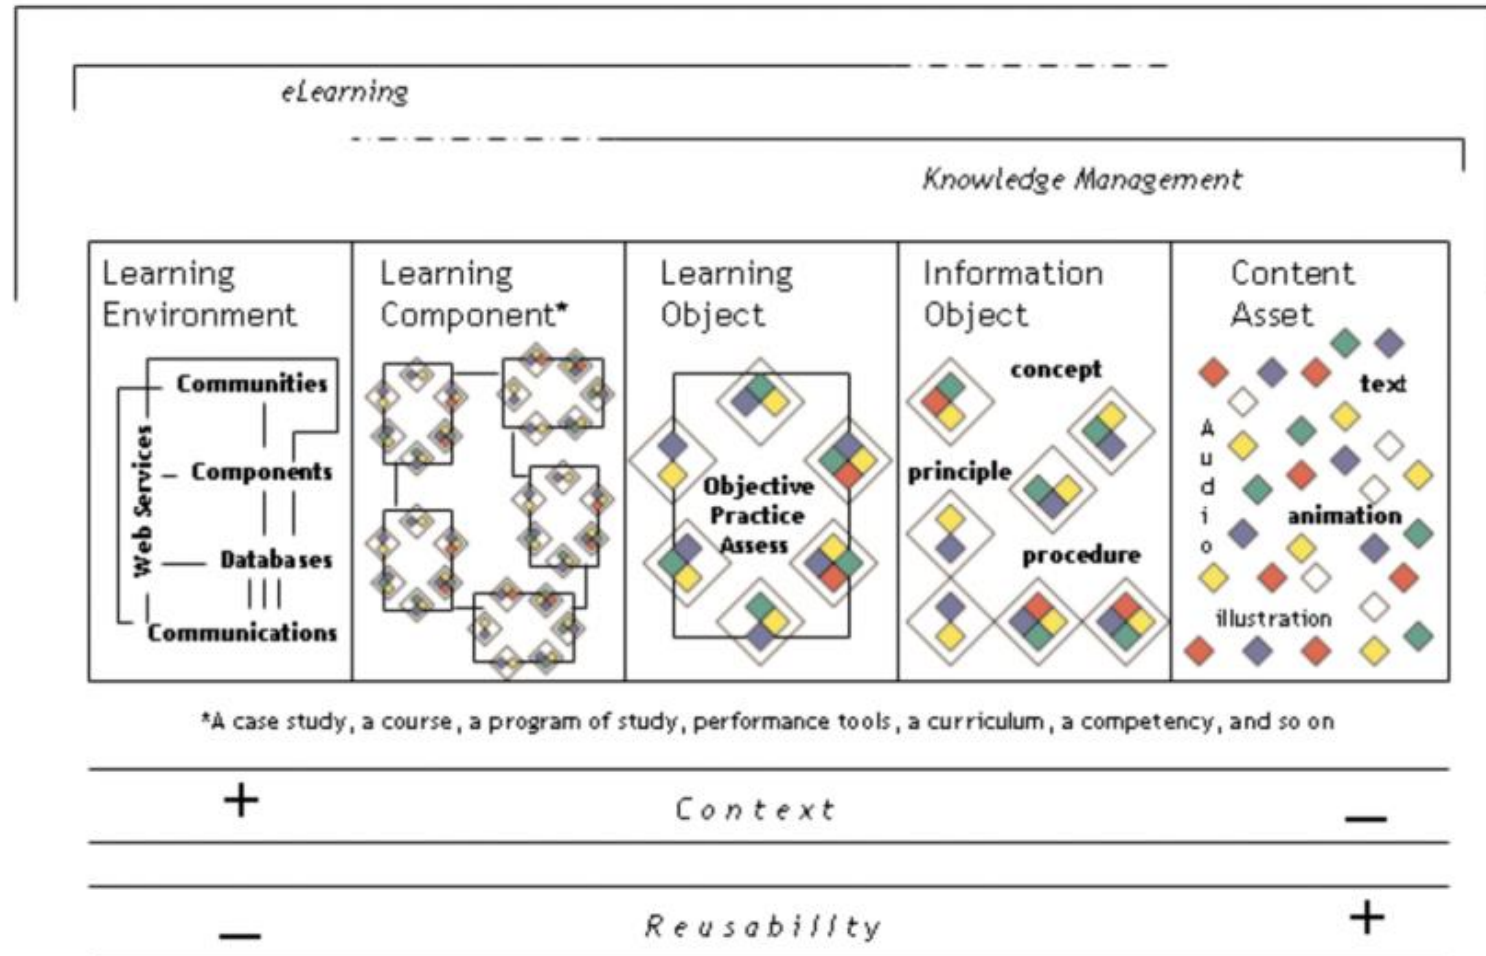 eLearning
Knowledge Management
Learning
Environment
Communities
Web Services
Components
Databases
Communications
Learning
Component*
Learning
Object
Objective
Practice
Assess
Information
Object
concept
principle
procedure
Content
Asset
text
Audio
animation
illustration
*A case study, a course, a program of study, performance tools, a curriculum, a competency, and so on
+ Context −
− Reusability +